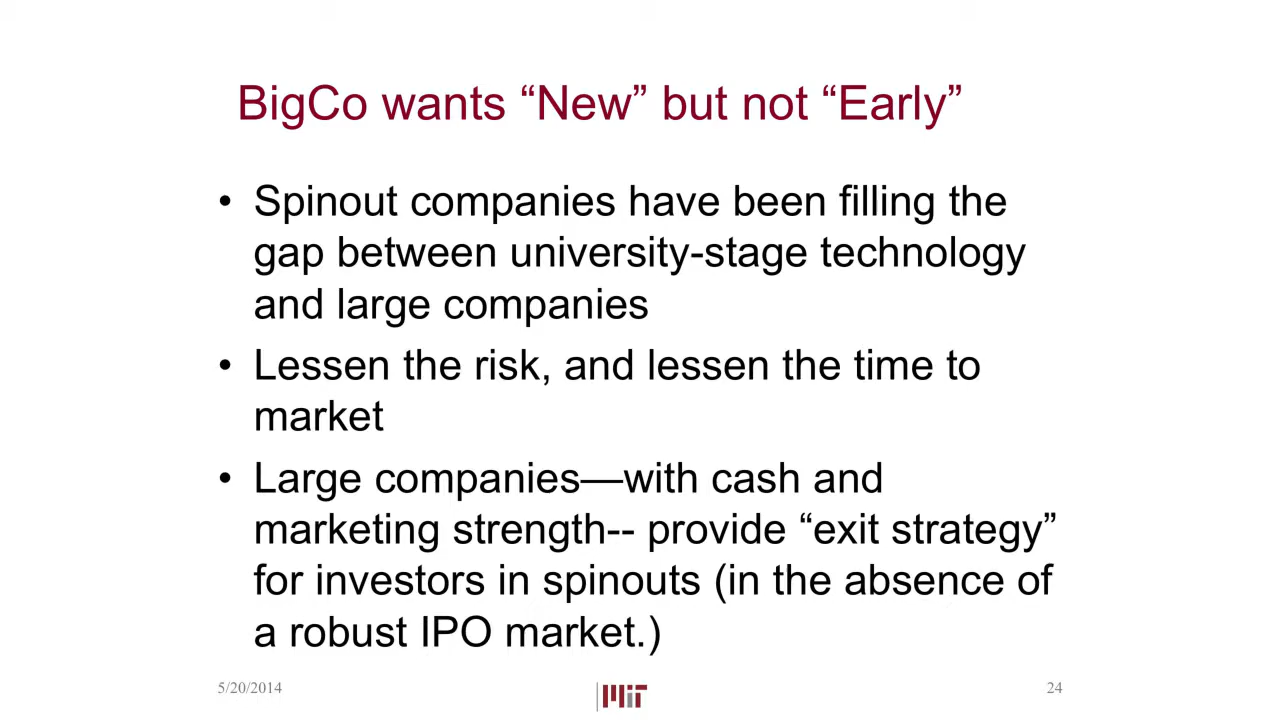 BigCo wants “New” but not “Early”
• Spinout companies have been filling the
gap between university-stage technology
and large companies
• Lessen the risk, and lessen the time to
market
• Large companies—with cash and
marketing strength-- provide “exit strategy”
for investors in spinouts (in the absence of
a robust IPO market.)
5/20/2014
MIT
24